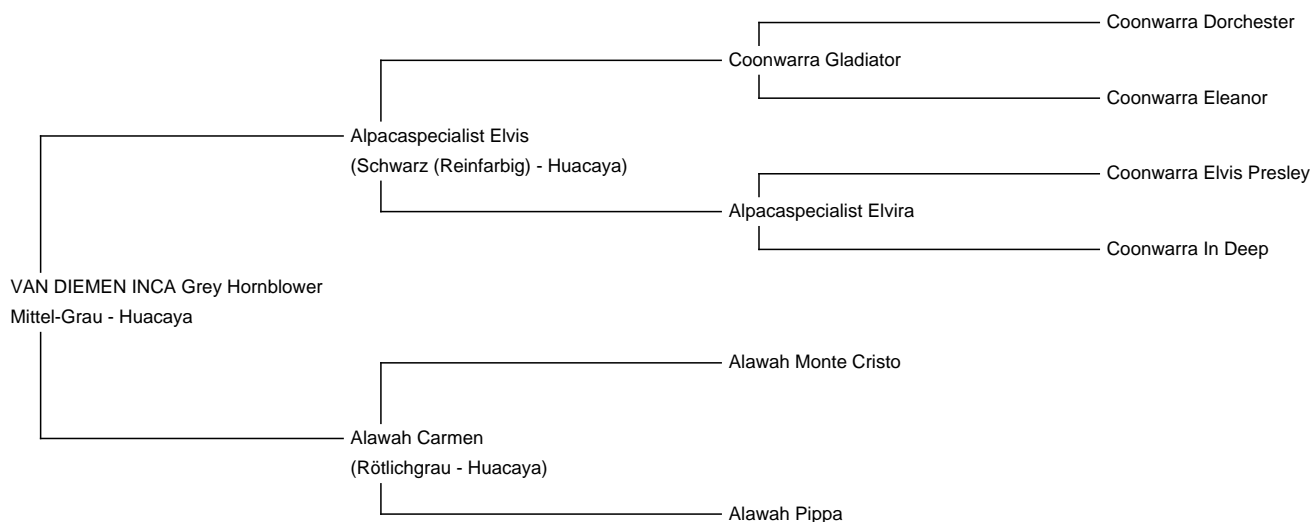 Coonwarra Dorchester
Coonwarra Gladiator
Coonwarra Eleanor
Alpacaspecialist Elvis
(Schwarz (Reinfarbig) - Huacaya)
Coonwarra Elvis Presley
Alpacaspecialist Elvira
Coonwarra In Deep
VAN DIEMEN INCA Grey Hornblower
Mittel-Grau - Huacaya
Alawah Monte Cristo
Alawah Carmen
(Rötlichgrau - Huacaya)
Alawah Pippa